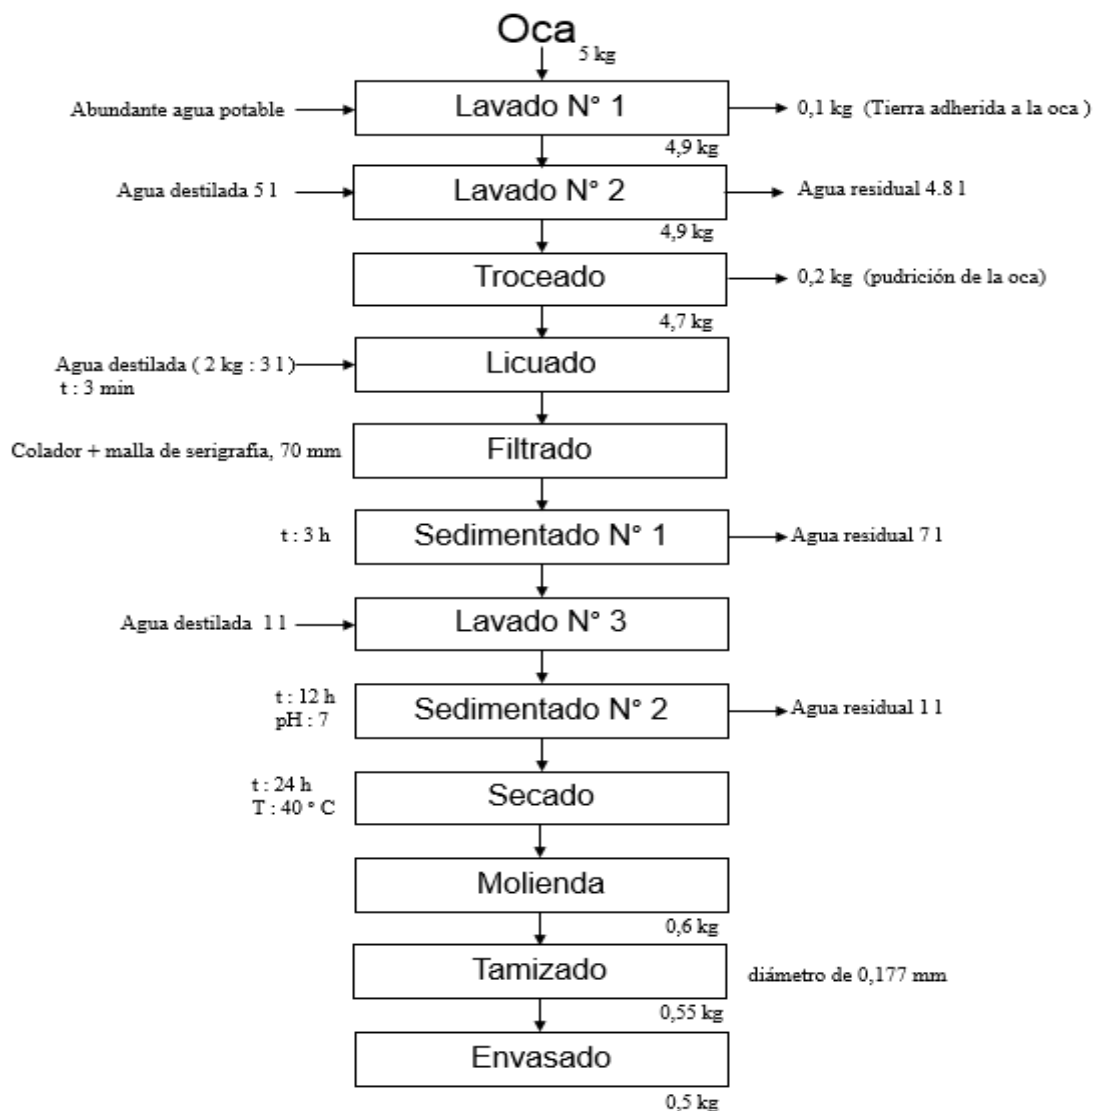 Oca
5 kg
Abundante agua potable
Lavado N° 1
0,1 kg (Tierra adherida a la oca )
4,9 kg
Agua destilada 5 l
Lavado N° 2
Agua residual 4.8 l
4,9 kg
Troceado
0,2 kg (pudrición de la oca)
4,7 kg
Agua destilada ( 2 kg : 3 l )
t : 3 min
Licuado
Colador + malla de serigrafía, 70 mm
Filtrado
t : 3 h
Sedimentado N° 1
Agua residual 7 l
Agua destilada 1 l
Lavado N° 3
t : 12 h
pH : 7
Sedimentado N° 2
Agua residual 1 l
t : 24 h
T : 40 ° C
Secado
Molienda
0,6 kg
Tamizado
diámetro de 0,177 mm
0,55 kg
Envasado
0,5 kg